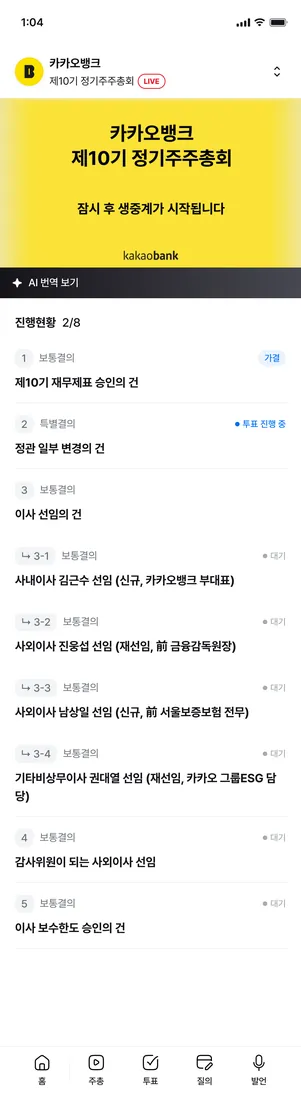 1:04
카카오뱅크
제10기 정기주주총회 LIVE
카카오뱅크
제10기 정기주주총회
잠시 후 생중계가 시작됩니다
kakaobank
AI 번역 보기
진행현황 2/8
1 보통결의 가결
제10기 재무제표 승인의 건
2 특별결의 투표 진행 중
정관 일부 변경의 건
3 보통결의
이사 선임의 건
↳ 3-1 보통결의 대기
사내이사 김근수 선임 (신규, 카카오뱅크 부대표)
↳ 3-2 보통결의 대기
사외이사 진웅섭 선임 (재선임, 前 금융감독원장)
↳ 3-3 보통결의 대기
사외이사 남상일 선임 (신규, 前 서울보증보험 전무)
↳ 3-4 보통결의 대기
기타비상무이사 권대열 선임 (재선임, 카카오 그룹ESG 담
당)
4 보통결의 대기
감사위원이 되는 사외이사 선임
5 보통결의 대기
이사 보수한도 승인의 건
홈 주총 투표 질의 발언